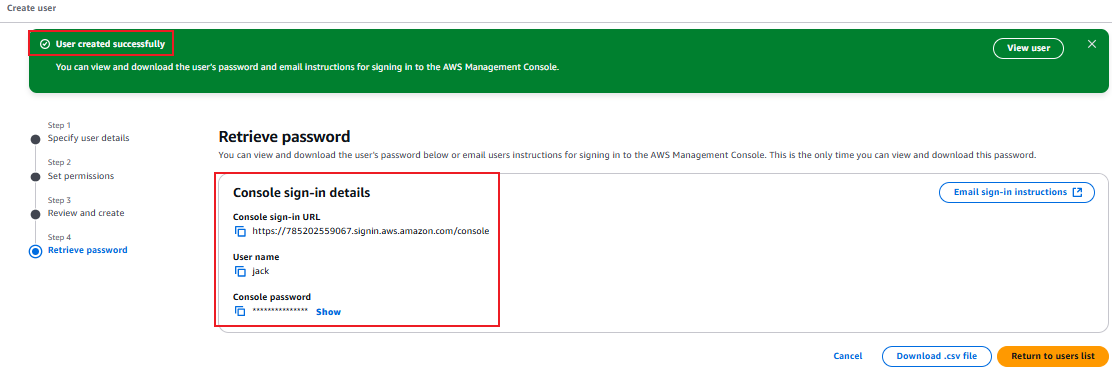 Create user
User created successfully
View user
You can view and download the user's password and email instructions for signing in to the AWS Management Console.
Step 1
Specify user details
Step 2
Set permissions
Step 3
Review and create
Step 4
Retrieve password
Retrieve password
You can view and download the user's password below or email users instructions for signing in to the AWS Management Console. This is the only time you can view and download this password.
Console sign-in details
Email sign-in instructions
Console sign-in URL
https://785202559067.signin.aws.amazon.com/console
User name
jack
Console password
*************** Show
Cancel
Download .csv file
Return to users list